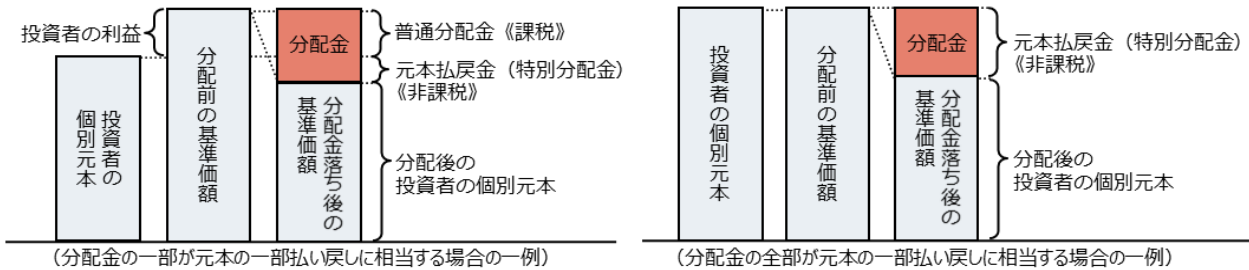 投資者の利益
投資者の
個別元本
分配前の基準価額
分配金
分配金落ち後の
基準価額
普通分配金《課税》
元本払戻金（特別分配金）
《非課税》
分配後の
投資者の個別元本
（分配金の一部が元本の一部払い戻しに相当する場合の一例）
投資者の個別元本
分配前の基準価額
分配金
分配金落ち後の
基準価額
元本払戻金（特別分配金）
《非課税》
分配後の
投資者の個別元本
（分配金の全部が元本の一部払い戻しに相当する場合の一例）